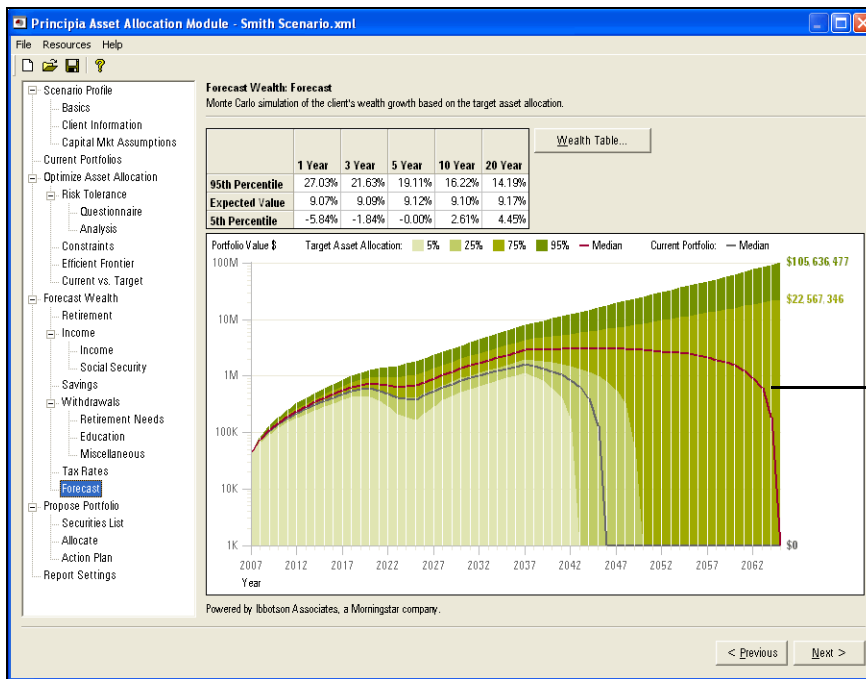 Principia Asset Allocation Module - Smith Scenario.xml
File Resources Help
Scenario Profile
Basics
Client Information
Capital Mkt Assumptions
Current Portfolios
Optimize Asset Allocation
Risk Tolerance
Questionnaire
Analysis
Constraints
Efficient Frontier
Current vs. Target
Forecast Wealth
Retirement
Income
Income
Social Security
Savings
Withdrawals
Retirement Needs
Education
Miscellaneous
Tax Rates
Forecast
Propose Portfolio
Securities List
Allocate
Action Plan
Report Settings
Forecast Wealth: Forecast
Monte Carlo simulation of the client's wealth growth based on the target asset allocation.
1 Year 3 Year 5 Year 10 Year 20 Year
95th Percentile 27.03% 21.63% 19.11% 16.22% 14.19%
Expected Value 9.07% 9.09% 9.12% 9.10% 9.17%
5th Percentile -5.84% -1.84% -0.00% 2.61% 4.45%
Wealth Table...
Portfolio Value $ Target Asset Allocation: 5% 25% 75% 95% Median Current Portfolio: Median
100M
10M
1M
100K
10K
1K
$105,636,477
$22,567,346
$0
2007 2012 2017 2022 2027 2032 2037 2042 2047 2052 2057 2062
Year
Powered by Ibbotson Associates, a Morningstar company.
< Previous Next >